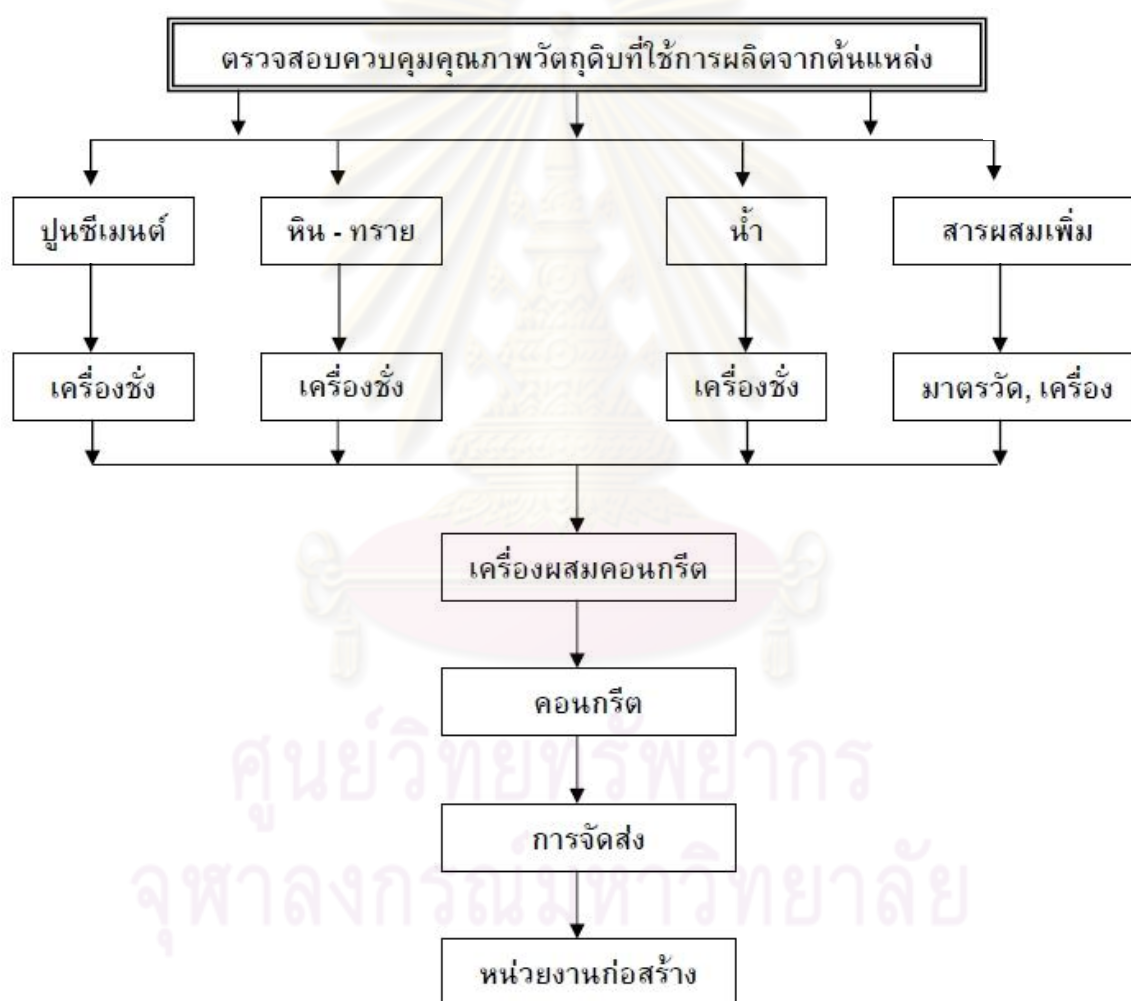 ตรวจสอบควบคุมคุณภาพวัตถุดิบที่ใช้การผลิตจากต้นแหล่ง
ปูนซีเมนต์
หิน - ทราย
น้ำ
สารผสมเพิ่ม
เครื่องชั่ง
เครื่องชั่ง
เครื่องชั่ง
มาตรวัด, เครื่อง
เครื่องผสมคอนกรีต
คอนกรีต
ศูนย์วิทยทรัพยากร
การจัดส่ง
จุฬาลงกรณ์มหาวิทยาลัย
หน่วยงานก่อสร้าง